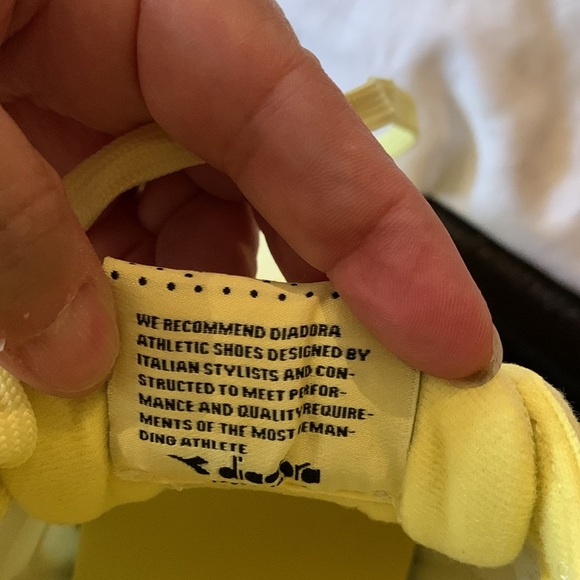 WE RECOMMEND DIADORA
ATHLETIC SHOES DESIGNED BY
ITALIAN STYLISTS AND CON-
STRUCTED TO MEET PERFOR-
MANCE AND QUALITY REQUIRE-
MENTS OF THE MOST DEMAN-
DING ATHLETE
diadora